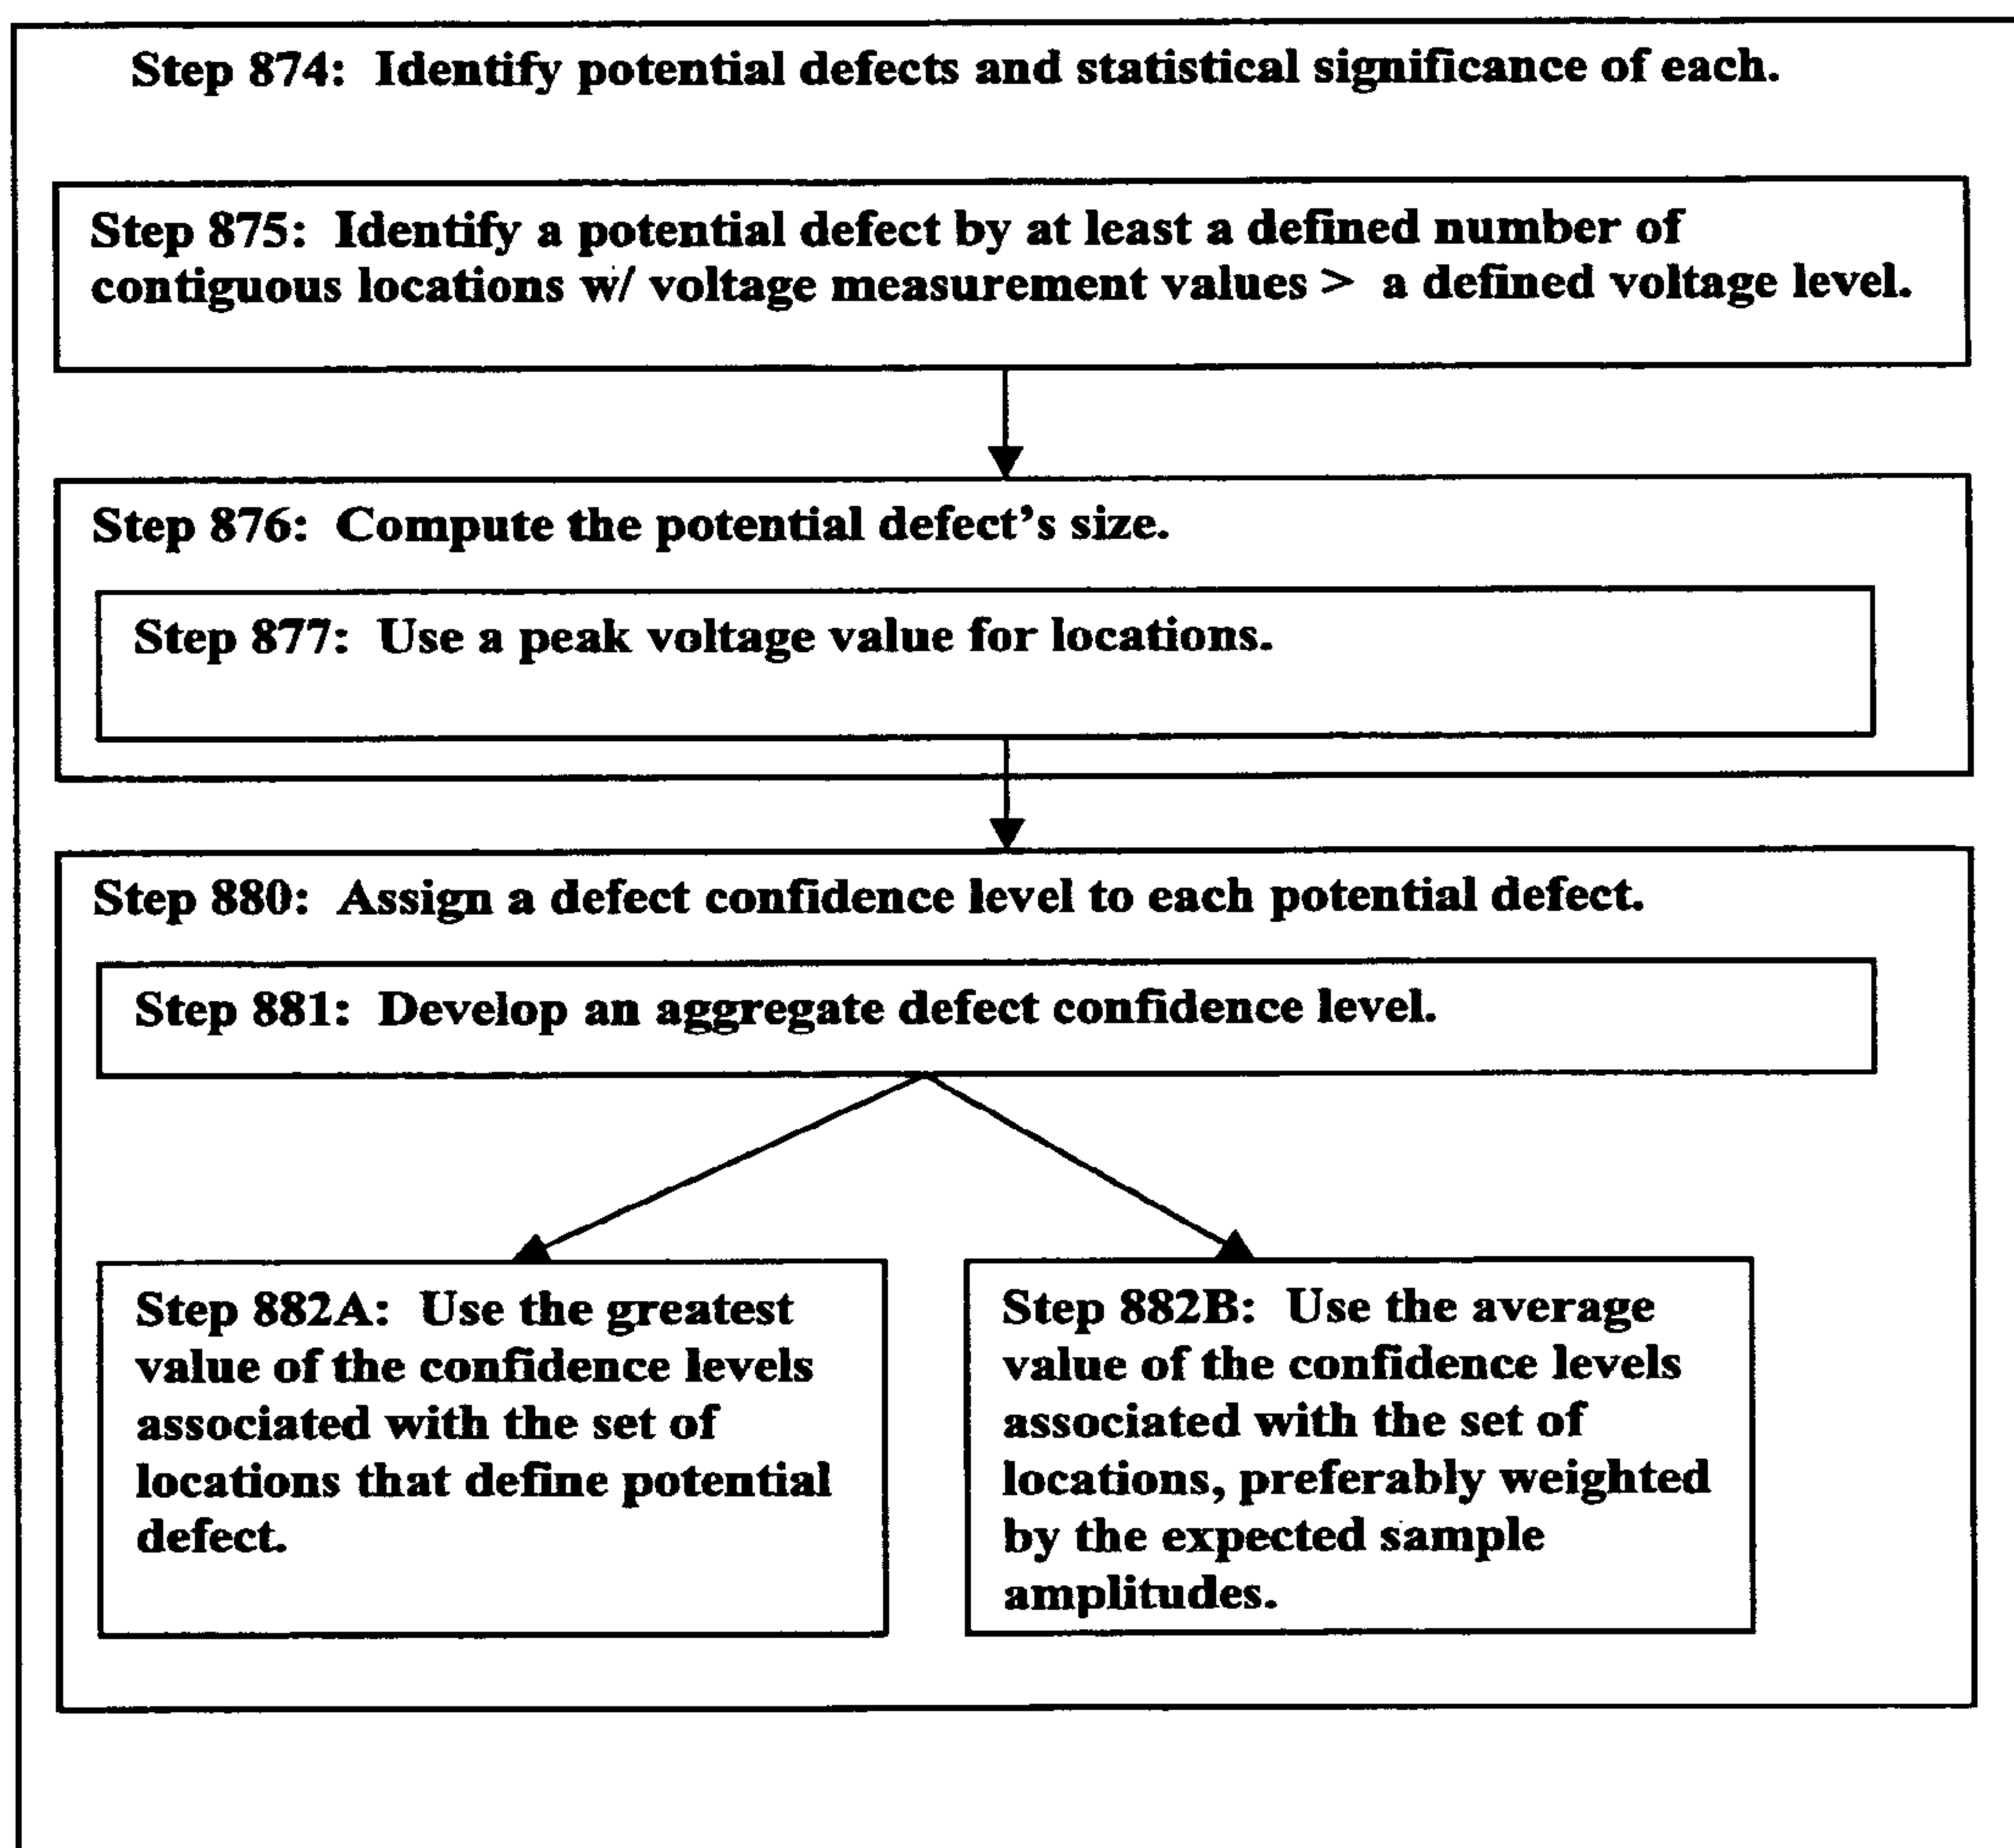 Step 874: Identify potential defects and statistical significance of each.
Step 875: Identify a potential defect by at least a defined number of
contiguous locations w/ voltage measurement values > a defined voltage level.
Step 876: Compute the potential defect’s size.
Step 877: Use a peak voltage value for locations.
Step 880: Assign a defect confidence level to each potential defect.
Step 881: Develop an aggregate defect confidence level.
Step 882A: Use the greatest
value of the confidence levels
associated with the set of
locations that define potential
defect.
Step 882B: Use the average
value of the confidence levels
associated with the set of
locations, preferably weighted
by the expected sample
amplitudes.